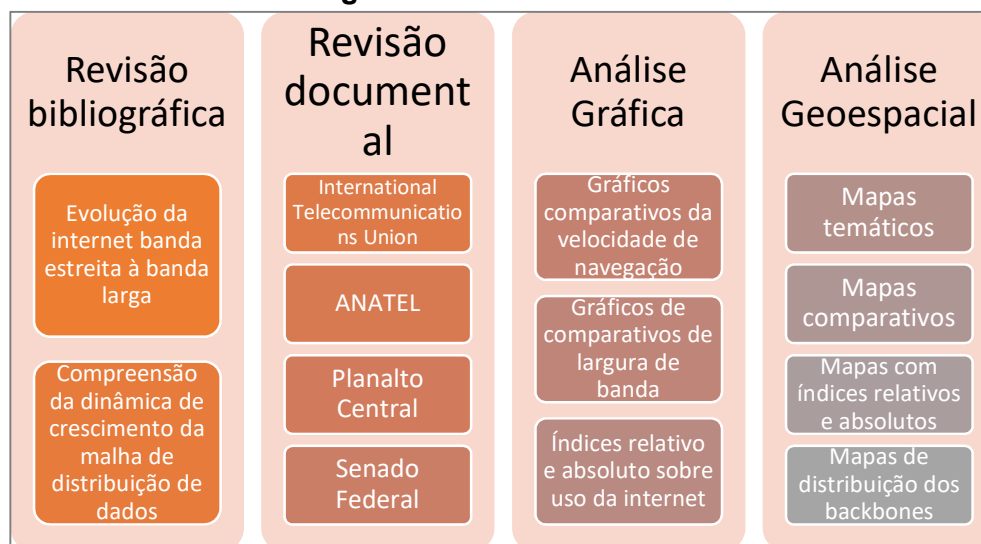 Revisão
bibliográfica
Evolução da
internet banda
estreita à banda
larga
Compreensão
da dinâmica de
crescimento da
malha de
distribuição de
dados
Revisão
document
al
International
Telecommunicatio
ns Union
ANATEL
Planalto
Central
Senado
Federal
Análise
Gráfica
Gráficos
comparativos da
velocidade de
navegação
Gráficos de
comparativos de
largura de
banda
Índices relativo
e absoluto sobre
uso da internet
Análise
Geoespacial
Mapas
temáticos
Mapas
comparativos
Mapas com
índices relativos
e absolutos
Mapas de
distribuição dos
backbones